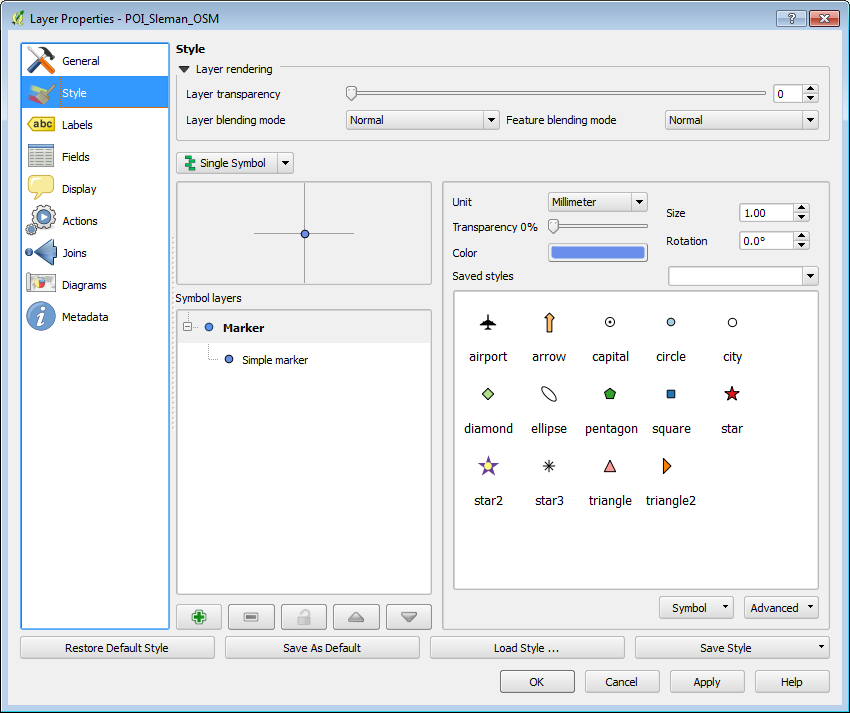 Layer Properties - POI_Sleman_OSM
?
General
Style
Labels
abc
Fields
Display
Actions
Joins
Diagrams
Metadata
Style
Layer rendering
Layer transparency
0
Layer blending mode
Normal
Feature blending mode
Normal
Single Symbol
Symbol layers
Marker
Simple marker
Unit
Millimeter
Transparency 0%
Color
Size
1.00
Rotation
0.0°
Saved styles
airport
arrow
capital
circle
city
diamond
ellipse
pentagon
square
star
star2
star3
triangle
triangle2
Symbol
Advanced
Restore Default Style
Save As Default
Load Style ...
Save Style
OK
Cancel
Apply
Help